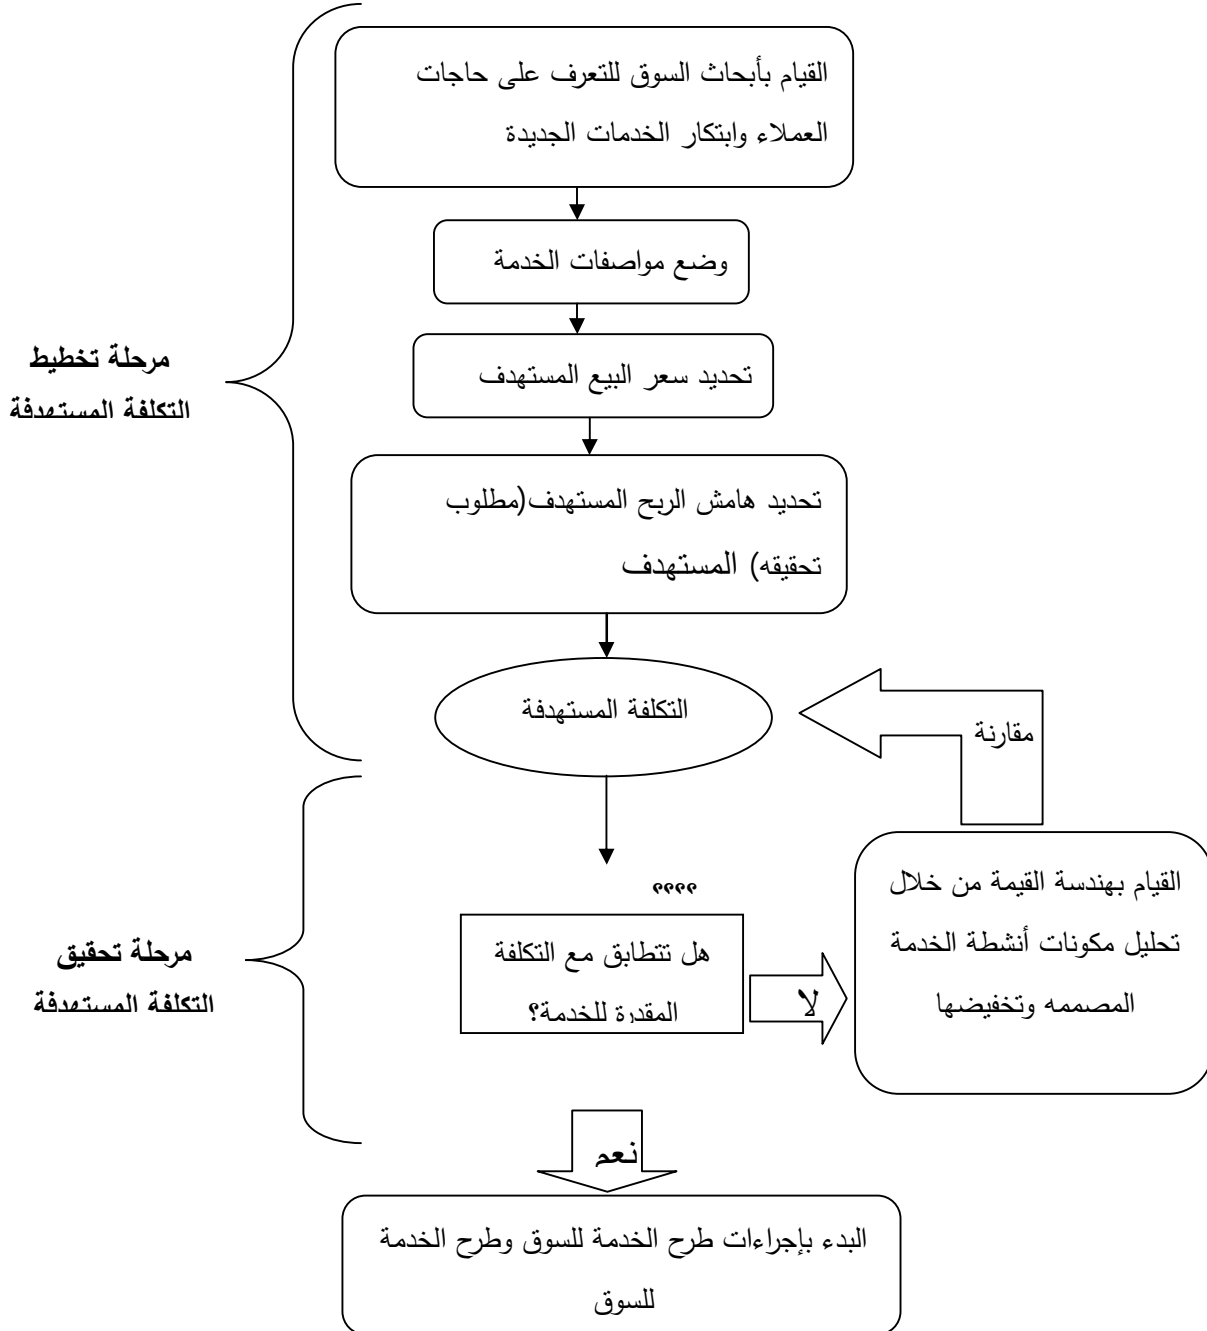 القيام بأبحاث السوق للتعرف على حاجات
العملاء وابتكار الخدمات الجديدة
وضع مواصفات الخدمة
تحديد سعر البيع المستهدف
مرحلة تخطيط
التكلفة المستهدفة
تحديد هامش الربح المستهدف(مطلوب
تحقيقه) المستهدف
التكلفة المستهدفة
مقارنة
؟؟؟؟
هل تتطابق مع التكلفة
المقدرة للخدمة؟
لا
القيام بهندسة القيمة من خلال
تحليل مكونات أنشطة الخدمة
المصممه وتخفيضها
مرحلة تحقيق
التكلفة المستهدفة
نعم
البدء بإجراءات طرح الخدمة للسوق وطرح الخدمة
للسوق